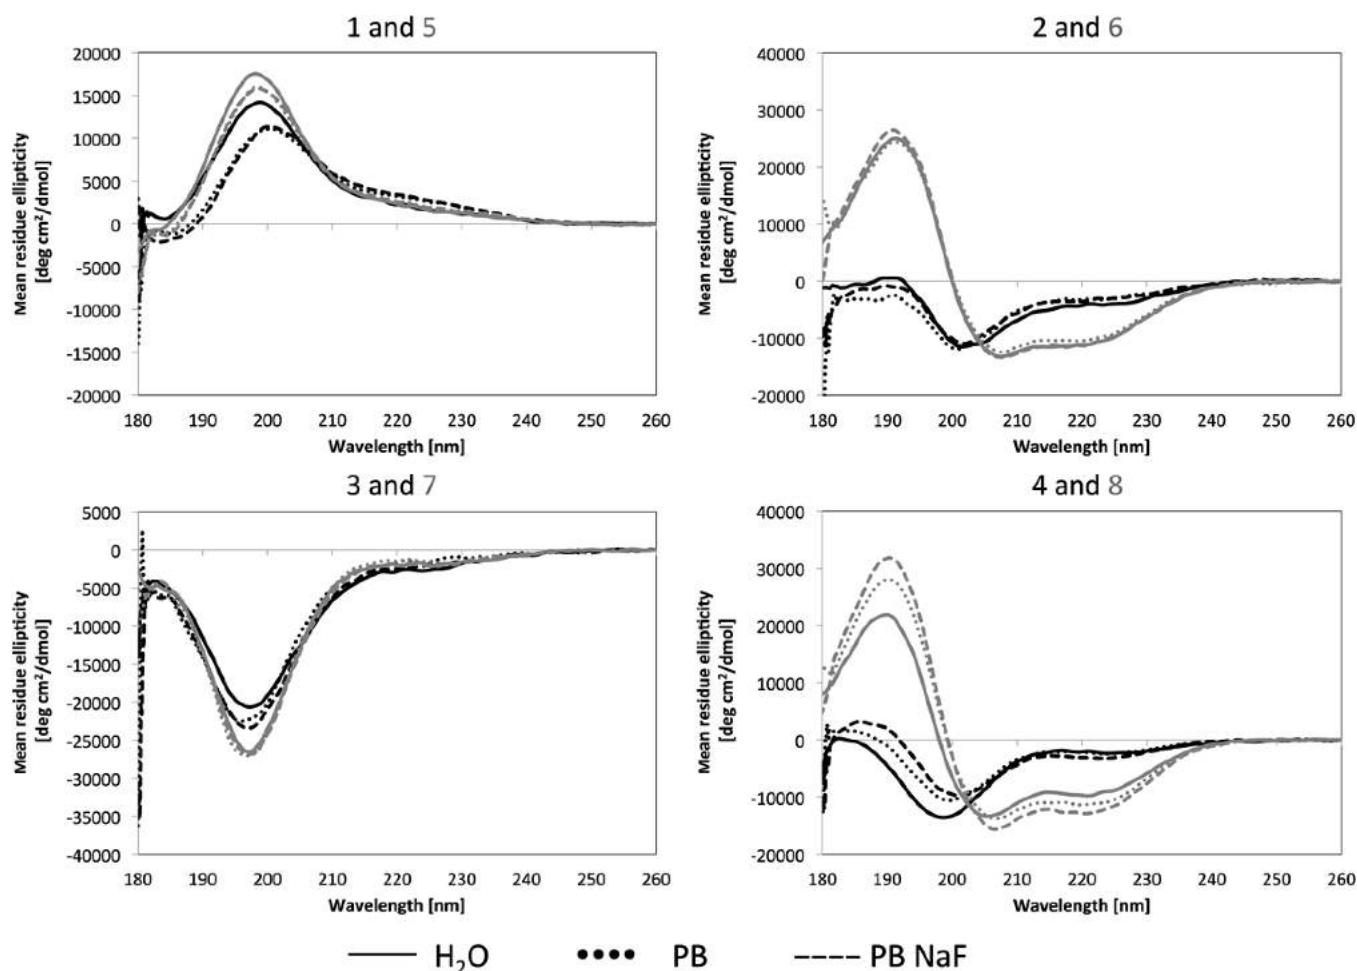 1 and 5
20000
15000
10000
5000
0
-5000
-10000
-15000
-20000
Mean residue ellipticity
[deg cm²/dmol]
180 190 200 210 220 230 240 250 260
Wavelength [nm]
2 and 6
40000
30000
20000
10000
0
-10000
-20000
Mean residue ellipticity
[deg cm²/dmol]
180 190 200 210 220 230 240 250 260
Wavelength [nm]
3 and 7
5000
0
-5000
-10000
-15000
-20000
-25000
-30000
-35000
-40000
Mean residue ellipticity
[deg cm²/dmol]
180 190 200 210 220 230 240 250 260
Wavelength [nm]
4 and 8
40000
30000
20000
10000
0
-10000
-20000
Mean residue ellipticity
[deg cm²/dmol]
180 190 200 210 220 230 240 250 260
Wavelength [nm]
H₂O PB PB NaF